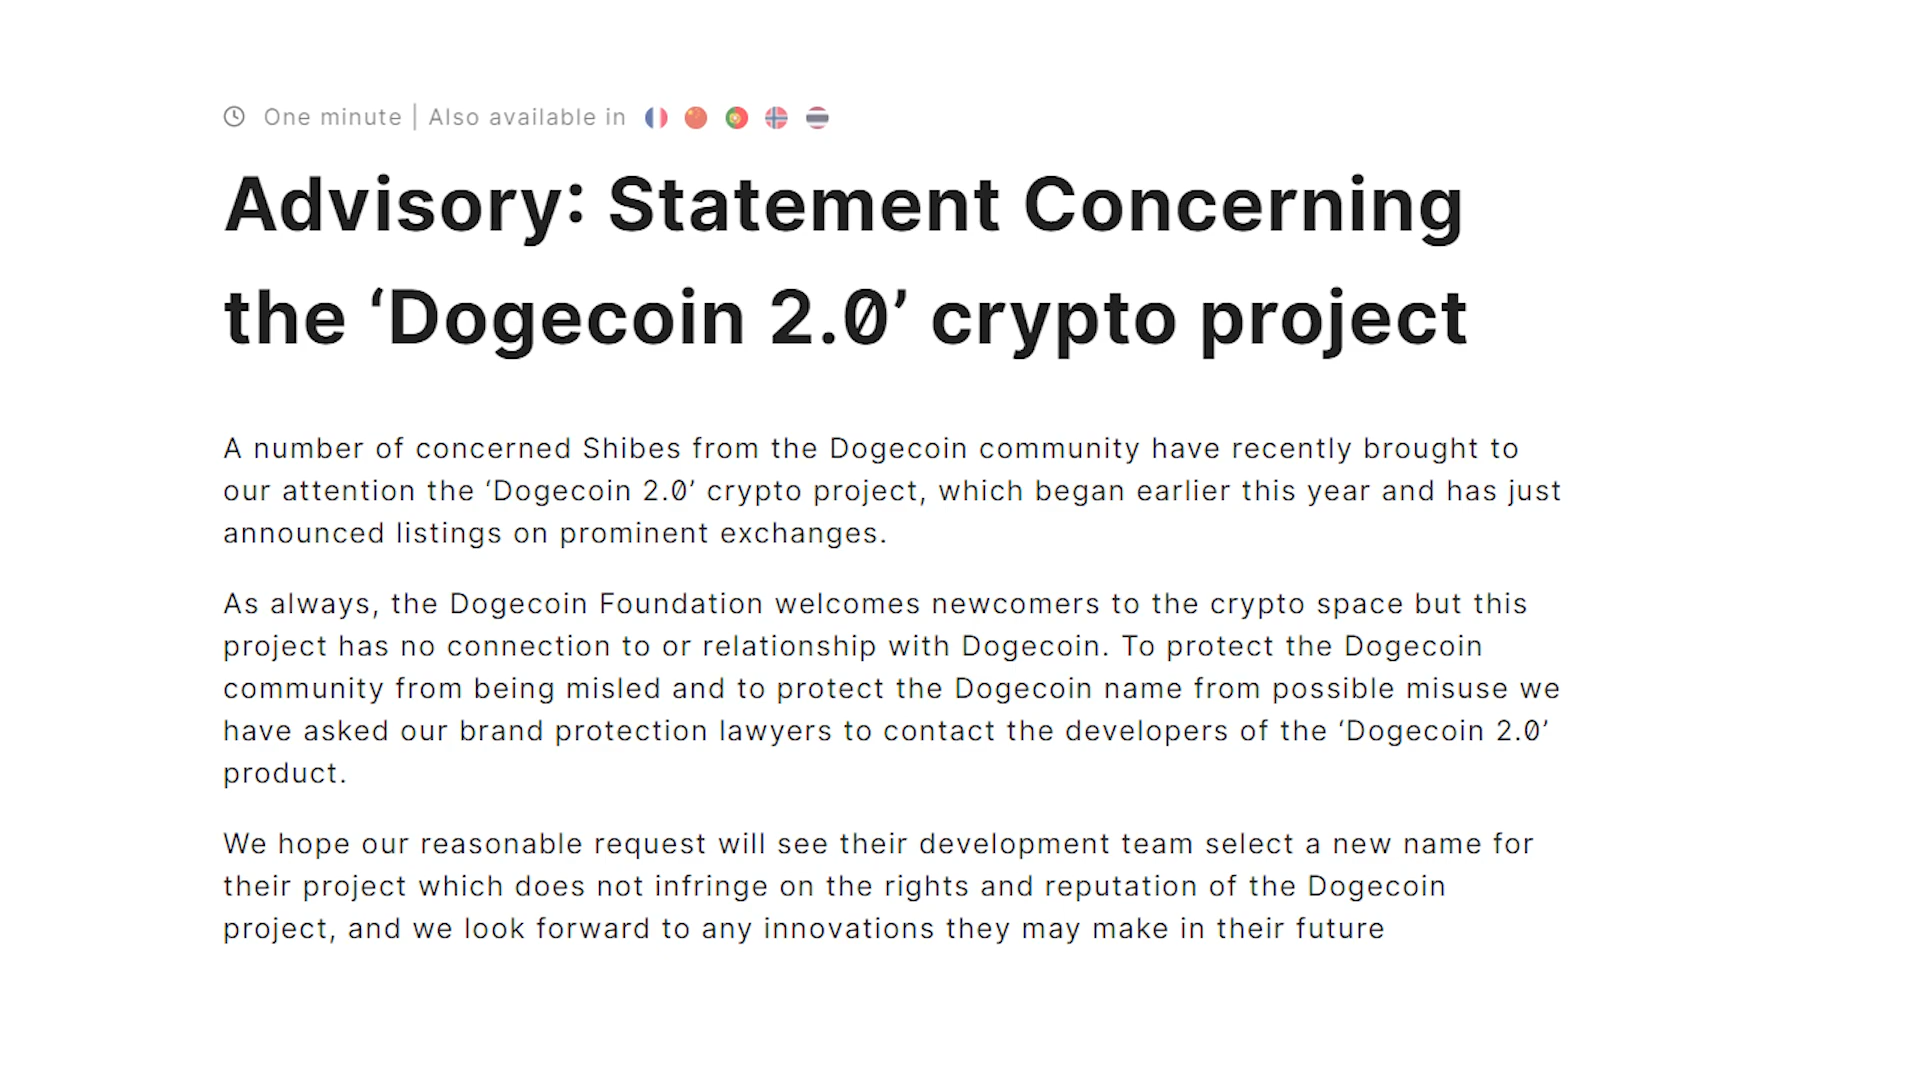 One minute | Also available in
Advisory: Statement Concerning
the ‘Dogecoin 2.0’ crypto project
A number of concerned Shibes from the Dogecoin community have recently brought to
our attention the ‘Dogecoin 2.0’ crypto project, which began earlier this year and has just
announced listings on prominent exchanges.
As always, the Dogecoin Foundation welcomes newcomers to the crypto space but this
project has no connection to or relationship with Dogecoin. To protect the Dogecoin
community from being misled and to protect the Dogecoin name from possible misuse we
have asked our brand protection lawyers to contact the developers of the ‘Dogecoin 2.0’
product.
We hope our reasonable request will see their development team select a new name for
their project which does not infringe on the rights and reputation of the Dogecoin
project, and we look forward to any innovations they may make in their future